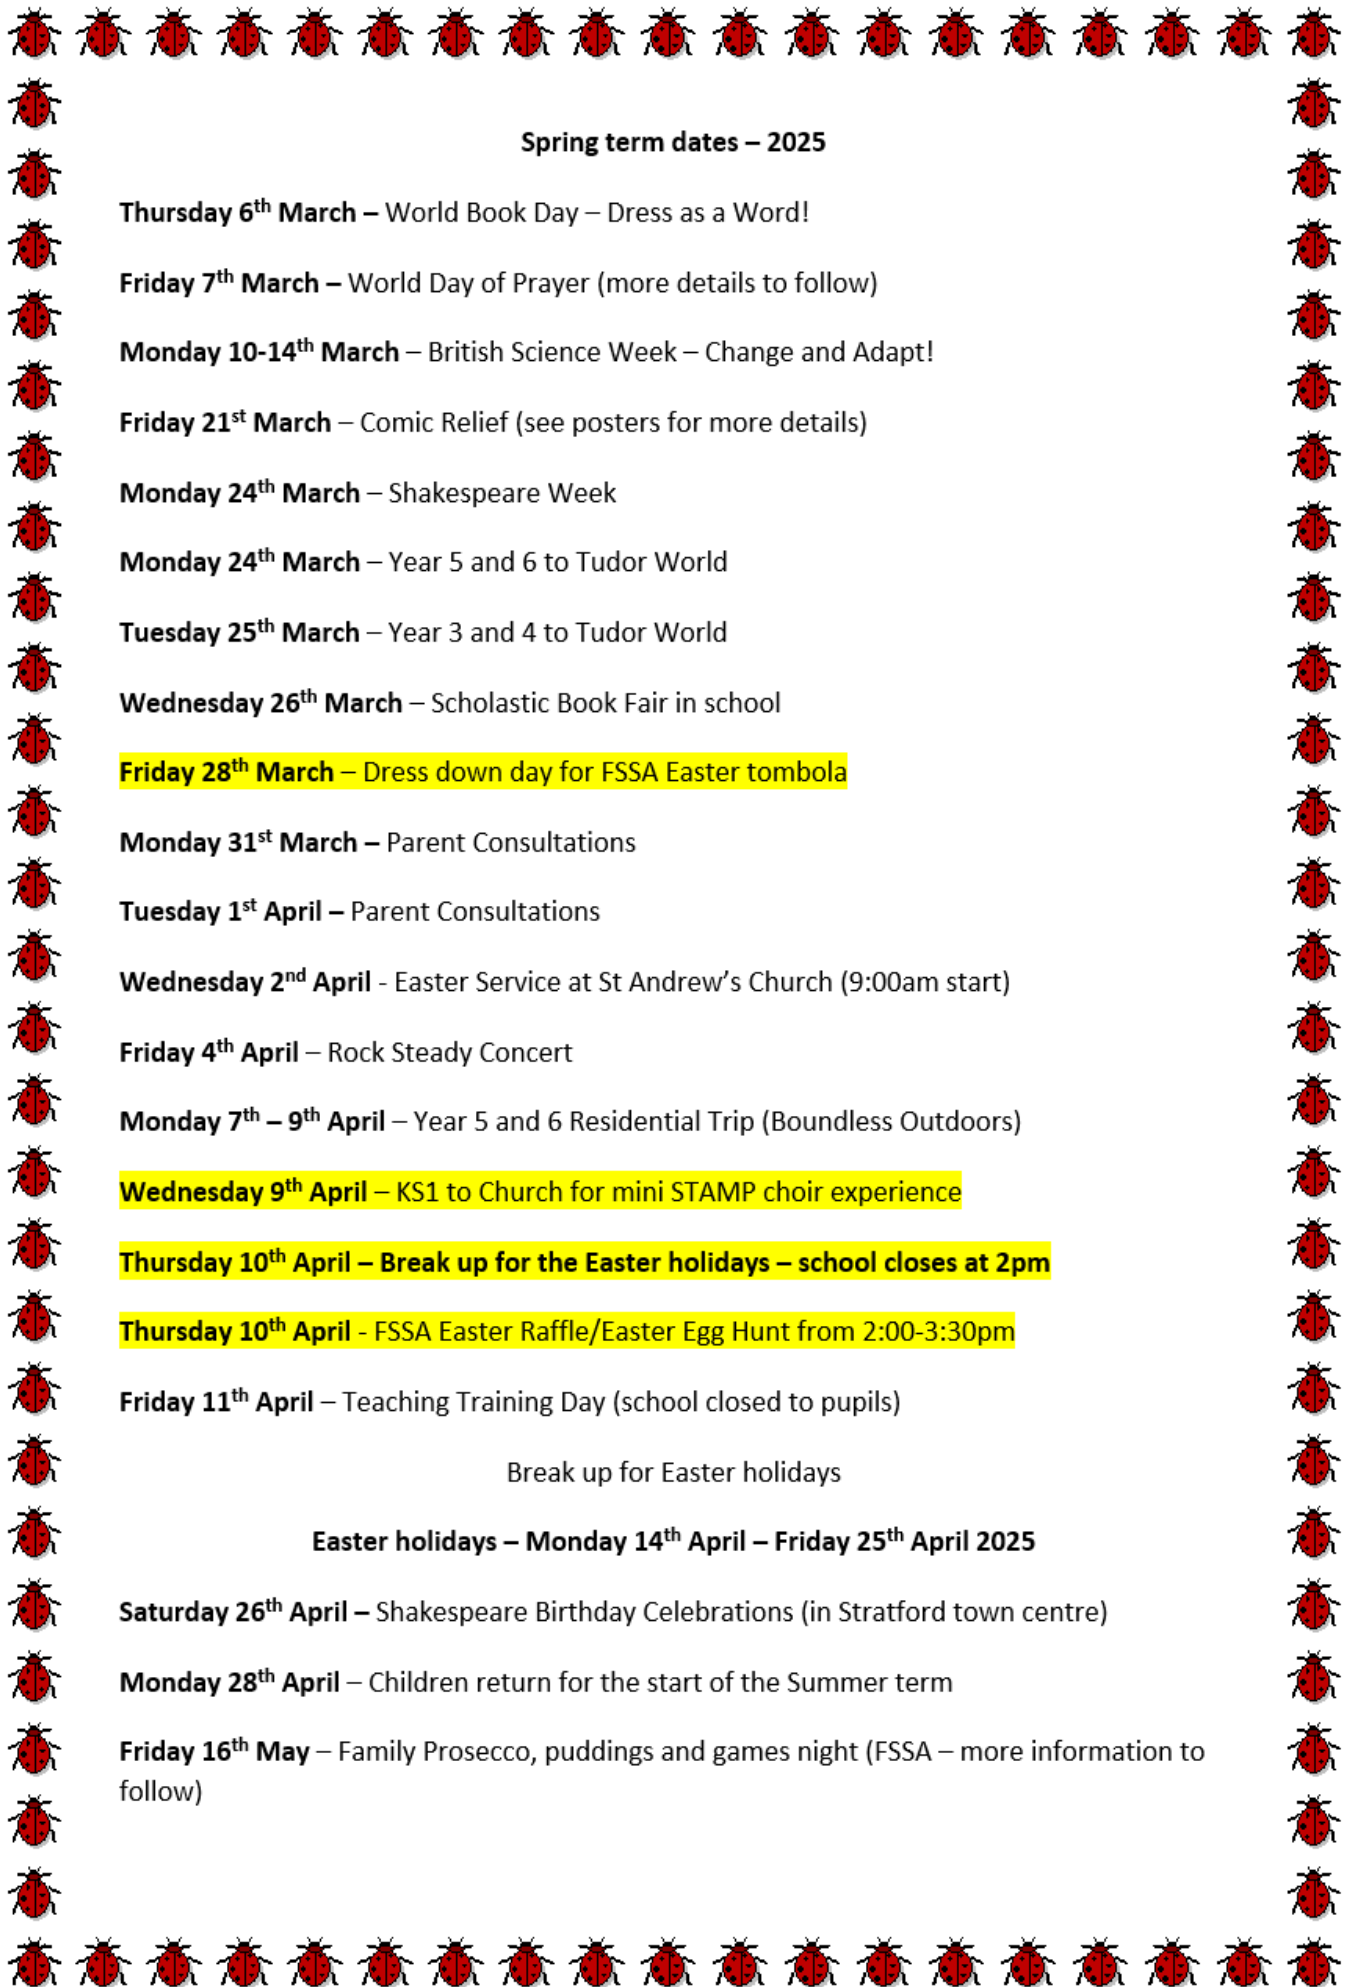 Spring term dates – 2025
Thursday 6th March – World Book Day – Dress as a Word!
Friday 7th March – World Day of Prayer (more details to follow)
Monday 10-14th March – British Science Week – Change and Adapt!
Friday 21st March – Comic Relief (see posters for more details)
Monday 24th March – Shakespeare Week
Monday 24th March – Year 5 and 6 to Tudor World
Tuesday 25th March – Year 3 and 4 to Tudor World
Wednesday 26th March – Scholastic Book Fair in school
Friday 28th March – Dress down day for FSSA Easter tombola
Monday 31st March – Parent Consultations
Tuesday 1st April – Parent Consultations
Wednesday 2nd April - Easter Service at St Andrew’s Church (9:00am start)
Friday 4th April – Rock Steady Concert
Monday 7th – 9th April – Year 5 and 6 Residential Trip (Boundless Outdoors)
Wednesday 9th April – KS1 to Church for mini STAMP choir experience
Thursday 10th April – Break up for the Easter holidays – school closes at 2pm
Thursday 10th April - FSSA Easter Raffle/Easter Egg Hunt from 2:00-3:30pm
Friday 11th April – Teaching Training Day (school closed to pupils)
Break up for Easter holidays
Easter holidays – Monday 14th April – Friday 25th April 2025
Saturday 26th April – Shakespeare Birthday Celebrations (in Stratford town centre)
Monday 28th April – Children return for the start of the Summer term
Friday 16th May – Family Prosecco, puddings and games night (FSSA – more information to
follow)